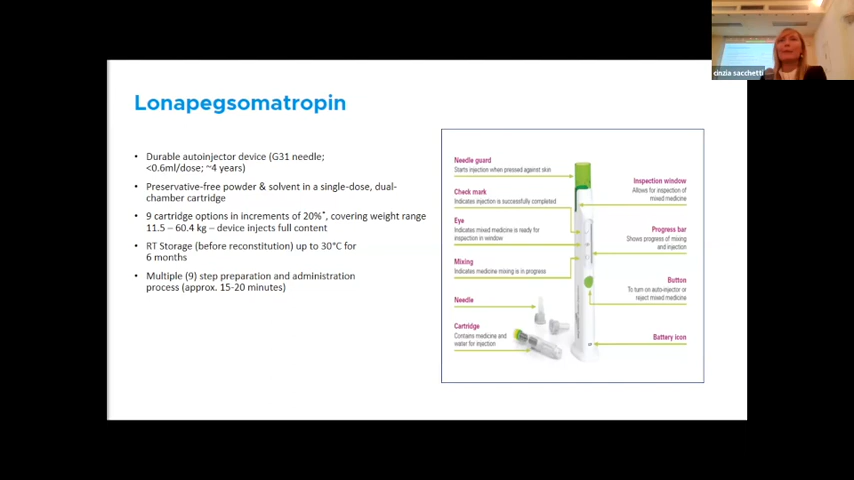 cinzia sacchetti
Lonapegsomatropin
• Durable autoinjector device (G31 needle;
<0.6ml/dose; ~4 years)
• Preservative-free powder & solvent in a single-dose, dual-
chamber cartridge
• 9 cartridge options in increments of 20%*, covering weight range
11.5 – 60.4 kg – device injects full content
• RT Storage (before reconstitution) up to 30°C for
6 months
• Multiple (9) step preparation and administration
process (approx. 15-20 minutes)
Needle guard
Starts injection when pressed against skin
Check mark
Indicates injection is successfully completed
Eye
Indicates mixed medicine is ready for
inspection in window
Mixing
Indicates medicine mixing is in progress
Needle
Cartridge
Contains medicine and
water for injection
Inspection window
Allows for inspection of
mixed medicine
Progress bar
Shows progress of mixing
and injection
Button
To turn on auto-injector or
reject mixed medicine
Battery icon